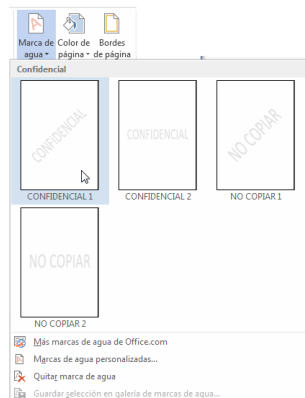 Marca de Color de Bordes
agua página de página
Confidencial
CONFIDENCIAL
CONFIDENCIAL
NO COPIAR
CONFIDENCIAL 1 CONFIDENCIAL 2 NO COPIAR 1
NO COPIAR
NO COPIAR 2
Más marcas de agua de Office.com
Marcas de agua personalizadas...
Quitar marca de agua
Guardar selección en galería de marcas de agua...